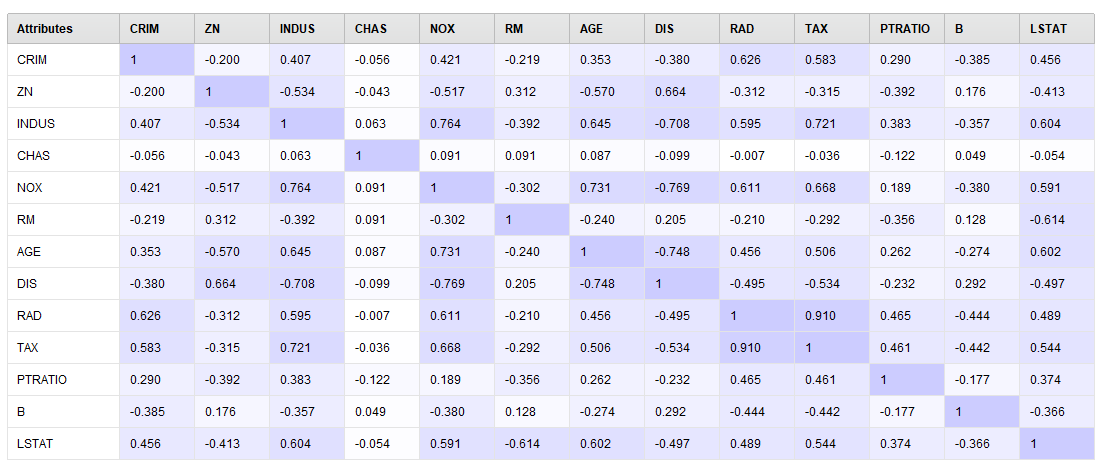 Attributes CRIM ZN INDUS CHAS NOX RM AGE DIS RAD TAX PTRATIO B LSTAT
CRIM 1 -0.200 0.407 -0.056 0.421 -0.219 0.353 -0.380 0.626 0.583 0.290 -0.385 0.456
ZN -0.200 1 -0.534 -0.043 -0.517 0.312 -0.570 0.664 -0.312 -0.315 -0.392 0.176 -0.413
INDUS 0.407 -0.534 1 0.063 0.764 -0.392 0.645 -0.708 0.595 0.721 0.383 -0.357 0.604
CHAS -0.056 -0.043 0.063 1 0.091 0.091 0.087 -0.099 -0.007 -0.036 -0.122 0.049 -0.054
NOX 0.421 -0.517 0.764 0.091 1 -0.302 0.731 -0.769 0.611 0.668 0.189 -0.380 0.591
RM -0.219 0.312 -0.392 0.091 -0.302 1 -0.240 0.205 -0.210 -0.292 -0.356 0.128 -0.614
AGE 0.353 -0.570 0.645 0.087 0.731 -0.240 1 -0.748 0.456 0.506 0.262 -0.274 0.602
DIS -0.380 0.664 -0.708 -0.099 -0.769 0.205 -0.748 1 -0.495 -0.534 -0.232 0.292 -0.497
RAD 0.626 -0.312 0.595 -0.007 0.611 -0.210 0.456 -0.495 1 0.910 0.465 -0.444 0.489
TAX 0.583 -0.315 0.721 -0.036 0.668 -0.292 0.506 -0.534 0.910 1 0.461 -0.442 0.544
PTRATIO 0.290 -0.392 0.383 -0.122 0.189 -0.356 0.262 -0.232 0.465 0.461 1 -0.177 0.374
B -0.385 0.176 -0.357 0.049 -0.380 0.128 -0.274 0.292 -0.444 -0.442 -0.177 1 -0.366
LSTAT 0.456 -0.413 0.604 -0.054 0.591 -0.614 0.602 -0.497 0.489 0.544 0.374 -0.366 1